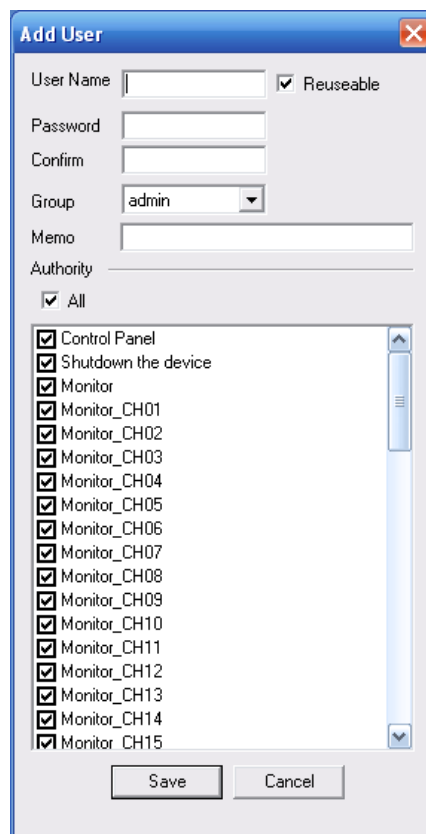 Add User
User Name
Reuseable
Password
Confirm
Group
admin
Memo
Authority
All
Control Panel
Shutdown the device
Monitor
Monitor_CH01
Monitor_CH02
Monitor_CH03
Monitor_CH04
Monitor_CH05
Monitor_CH06
Monitor_CH07
Monitor_CH08
Monitor_CH09
Monitor_CH10
Monitor_CH11
Monitor_CH12
Monitor_CH13
Monitor_CH14
Monitor_CH15
Save
Cancel